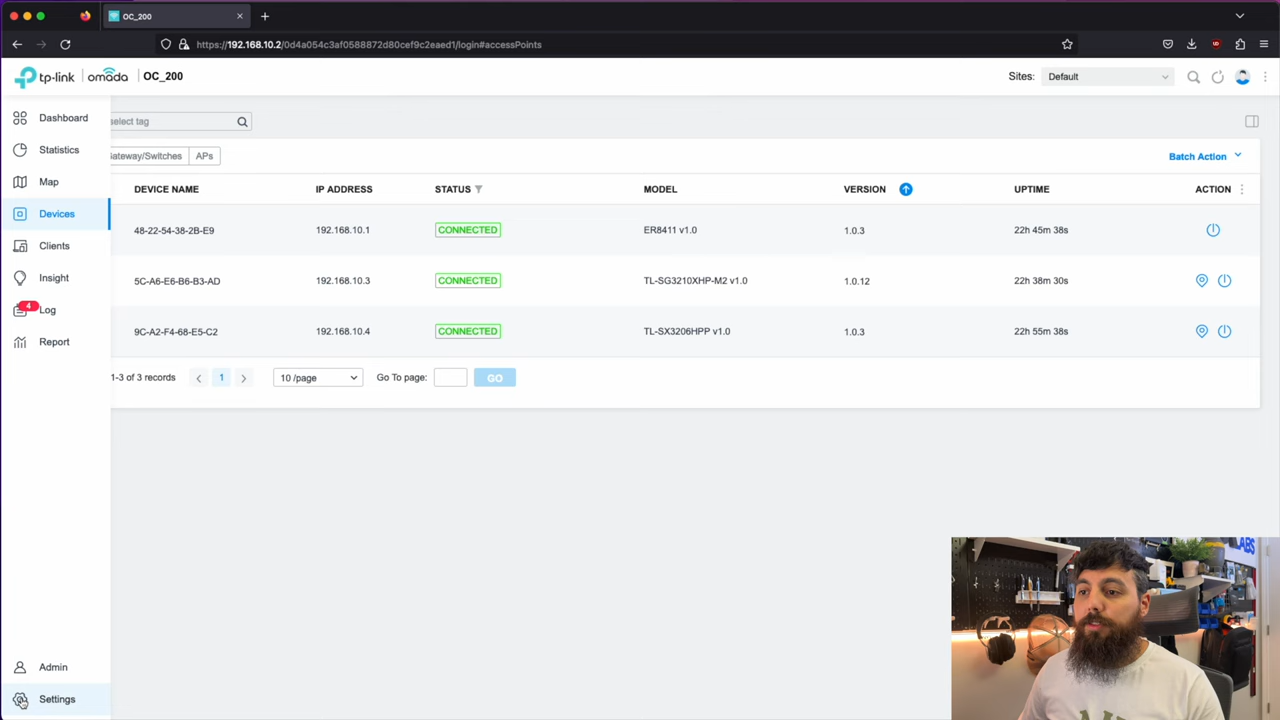 OC_200
https://192.168.10.2/0d4a054c3af0588872d80cef9c2eaed1/login#accessPoints
tp-link omada OC_200 Sites: Default
Dashboard
Statistics
Map
Devices
Clients
Insight
4 Log
Report
Admin
Settings
select tag
Gateway/Switches APs Batch Action
DEVICE NAME IP ADDRESS STATUS MODEL VERSION UPTIME ACTION
48-22-54-38-2B-E9 192.168.10.1 CONNECTED ER8411 v1.0 1.0.3 22h 45m 38s
5C-A6-E6-B6-B3-AD 192.168.10.3 CONNECTED TL-SG3210XHP-M2 v1.0 1.0.12 22h 38m 30s
9C-A2-F4-68-E5-C2 192.168.10.4 CONNECTED TL-SX3206HPP v1.0 1.0.3 22h 55m 38s
1-3 of 3 records 1 10 /page Go To page: GO